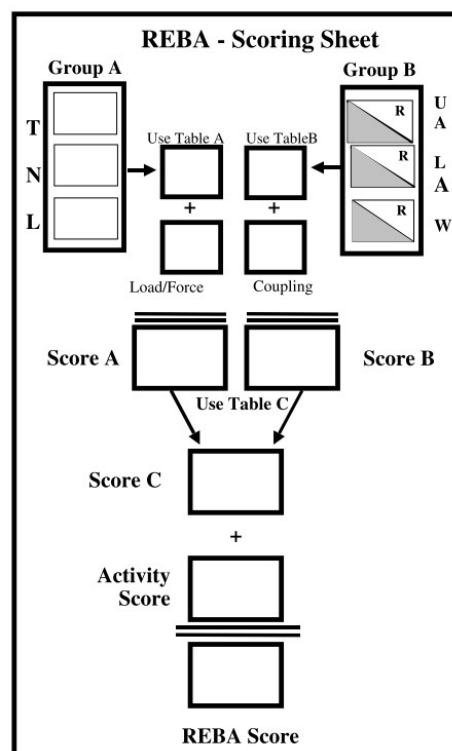 REBA - Scoring Sheet
Group A
Group B
T
N
L
Use Table A
Use TableB
R
U
A
R
L
A
R
W
+
+
Load/Force
Coupling
Score A
Score B
Use Table C
Score C
+
Activity
Score
REBA Score